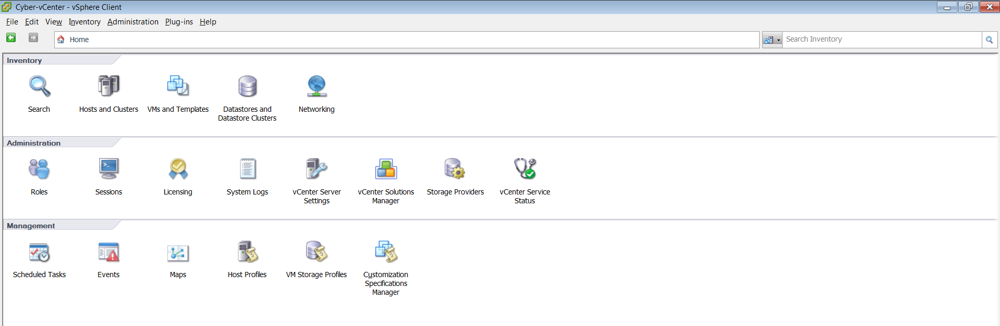 Cyber-vCenter - vSphere Client
File Edit View Inventory Administration Plug-ins Help
Home
Search Inventory
Inventory
Search
Hosts and Clusters
VMs and Templates
Datastores and
Datastore Clusters
Networking
Administration
Roles
Sessions
Licensing
System Logs
vCenter Server
Settings
vCenter Solutions
Manager
Storage Providers
vCenter Service
Status
Management
Scheduled Tasks
Events
Maps
Host Profiles
VM Storage Profiles
Customization
Specifications
Manager